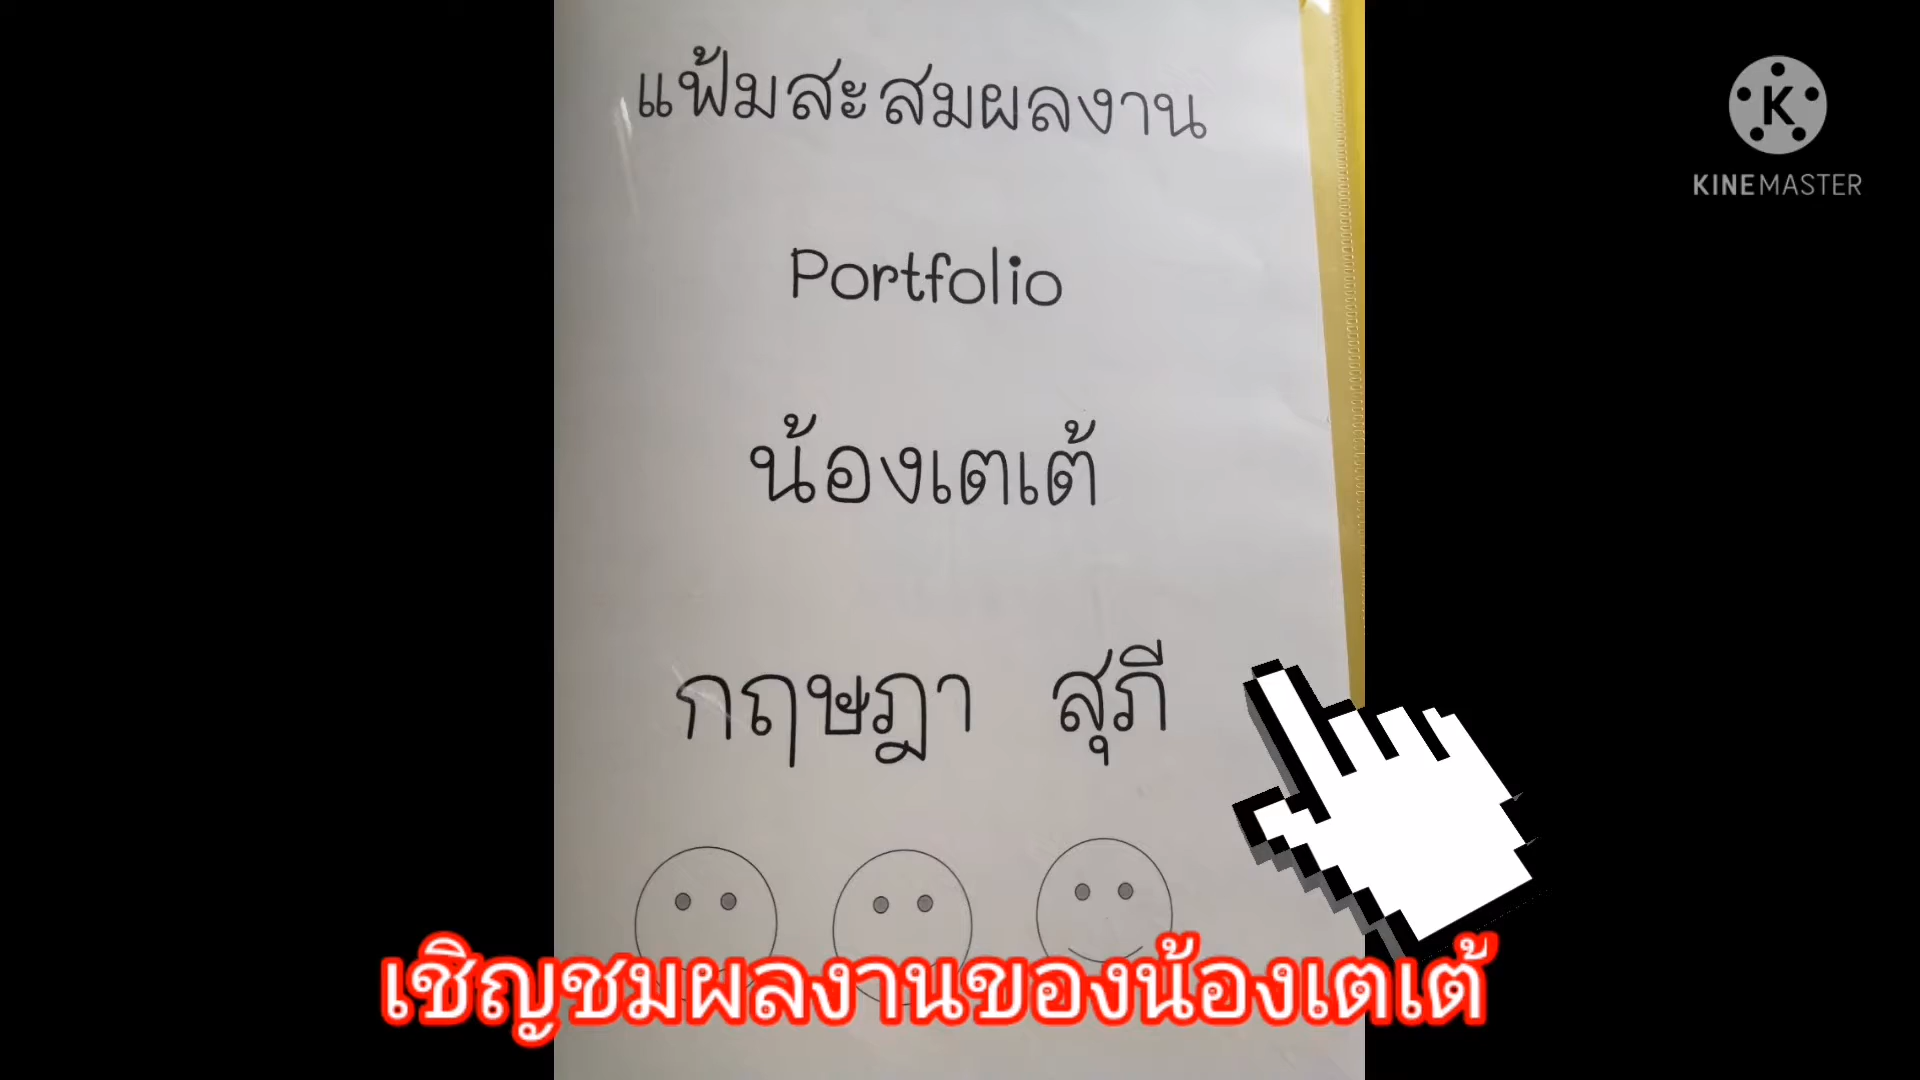 แฟ้มสะสมผลงาน
Portfolio
น้องเตเต้
กฤษฎา สุภี
เชิญชมผลงานของน้องเตเต้
K
KINEMASTER